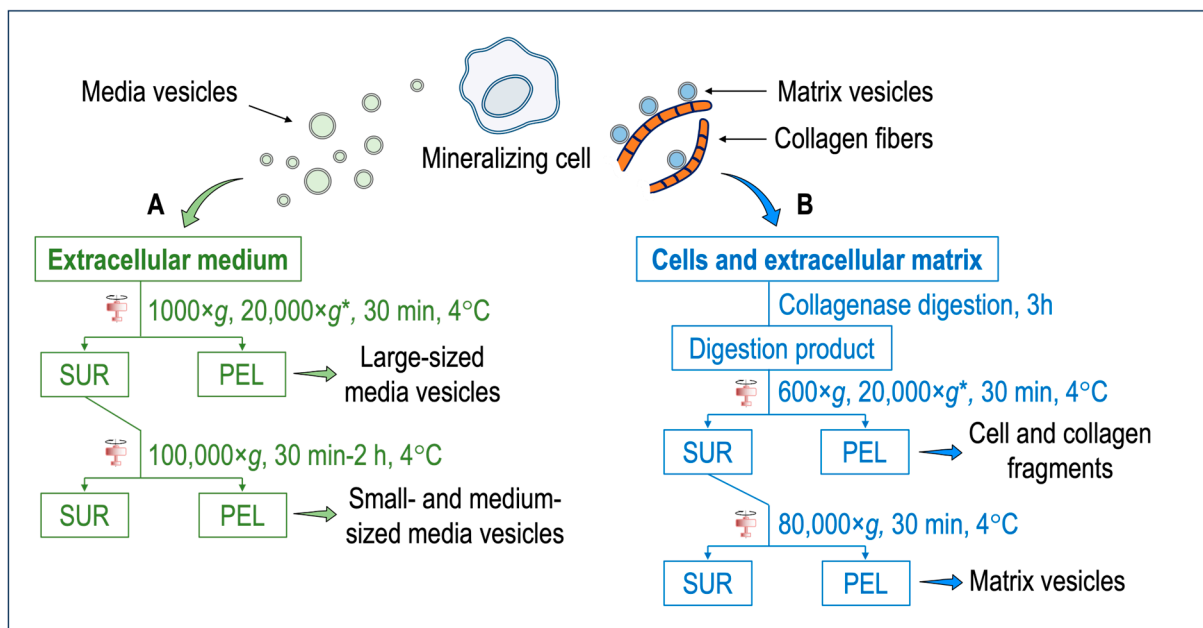 Media vesicles
Mineralizing cell
Matrix vesicles
Collagen fibers
A
Extracellular medium
1000×g, 20,000×g*, 30 min, 4°C
SUR
PEL
Large-sized
media vesicles
100,000×g, 30 min-2 h, 4°C
SUR
PEL
Small- and medium-
sized media vesicles
B
Cells and extracellular matrix
Collagenase digestion, 3h
Digestion product
600×g, 20,000×g*, 30 min, 4°C
SUR
PEL
Cell and collagen
fragments
80,000×g, 30 min, 4°C
SUR
PEL
Matrix vesicles